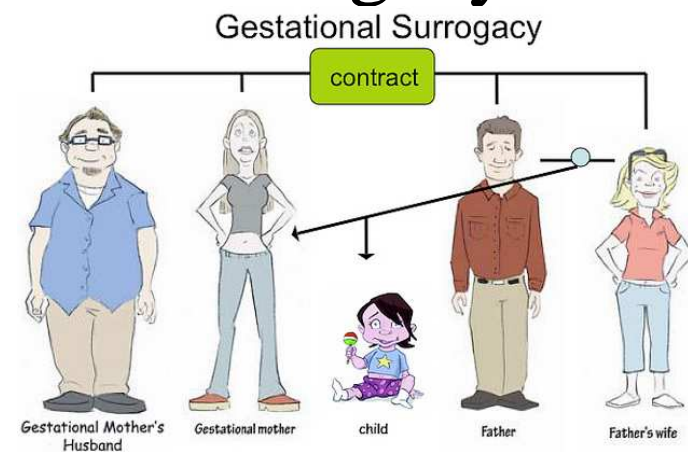 Gestational Surrogacy
contract
Gestational Mother's
Husband
Gestational mother
child
Father
Father's wife